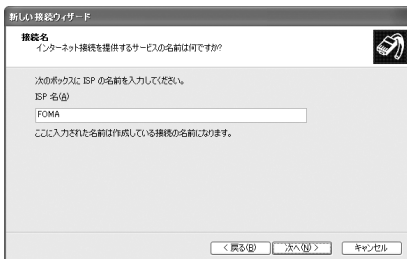 新しい接続ウィザード
接続名
インターネット接続を提供するサービスの名前は何ですか?
次のボックスに ISP の名前を入力してください。
ISP 名(A)
FOMA
ここに入力された名前は作成している接続の名前になります。
< 戻る(B)
次へ(N) >
キャンセル